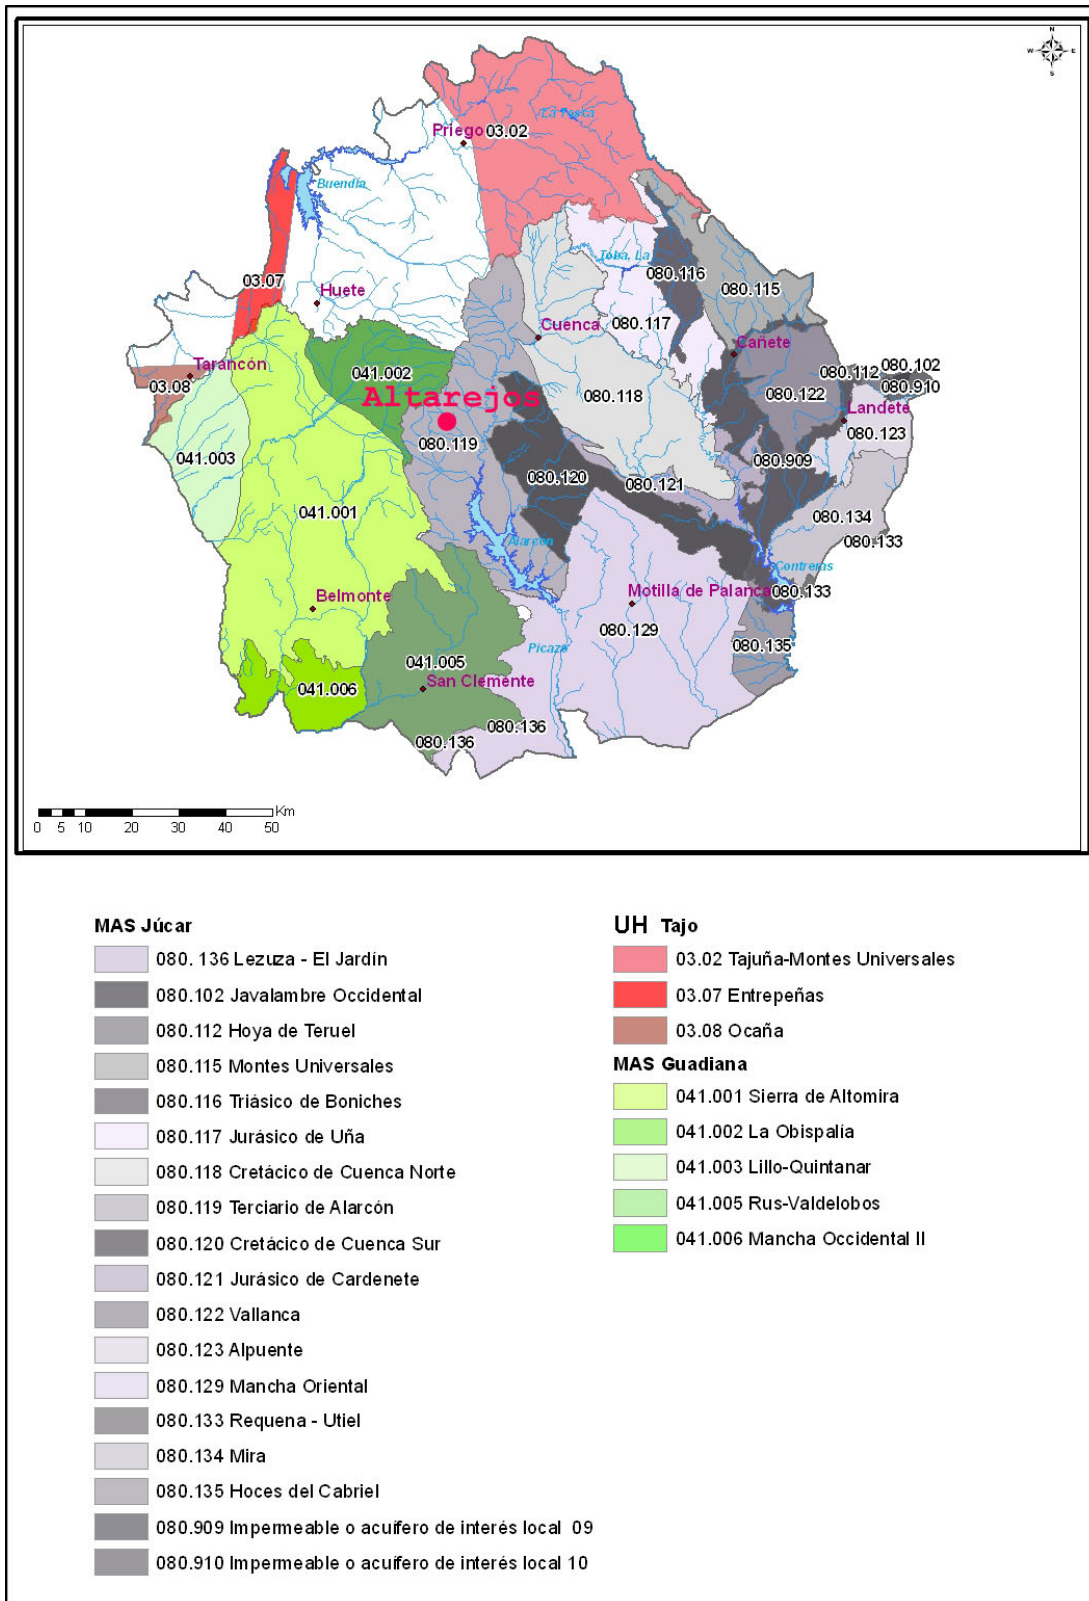 N
W E
S
La Tosca
Priego 03.02
Buendía
Toba, La
080.116
03.07
080.115
Huete
Cuenca
080.117
Cañete
Tarancón
041.002
080.112
080.102
080.910
03.08
Altarejos
080.118
080.122
Landete
080.119
080.123
041.003
080.120
080.909
080.121
041.001
080.134
Alarcón
080.133
Contreras
Belmonte
Motilla de Palancar
080.133
080.129
Picazo
080.135
041.005
San Clemente
041.006
080.136
080.136
Km
0 5 10 20 30 40 50
MAS Júcar
080. 136 Lezuza - El Jardín
080.102 Javalambre Occidental
080.112 Hoya de Teruel
080.115 Montes Universales
080.116 Triásico de Boniches
080.117 Jurásico de Uña
080.118 Cretácico de Cuenca Norte
080.119 Terciario de Alarcón
080.120 Cretácico de Cuenca Sur
080.121 Jurásico de Cardenete
080.122 Vallanca
080.123 Alpuente
080.129 Mancha Oriental
080.133 Requena - Utiel
080.134 Mira
080.135 Hoces del Cabriel
080.909 Impermeable o acuífero de interés local 09
080.910 Impermeable o acuífero de interés local 10
UH Tajo
03.02 Tajuña-Montes Universales
03.07 Entrepeñas
03.08 Ocaña
MAS Guadiana
041.001 Sierra de Altomira
041.002 La Obispalía
041.003 Lillo-Quintanar
041.005 Rus-Valdelobos
041.006 Mancha Occidental II